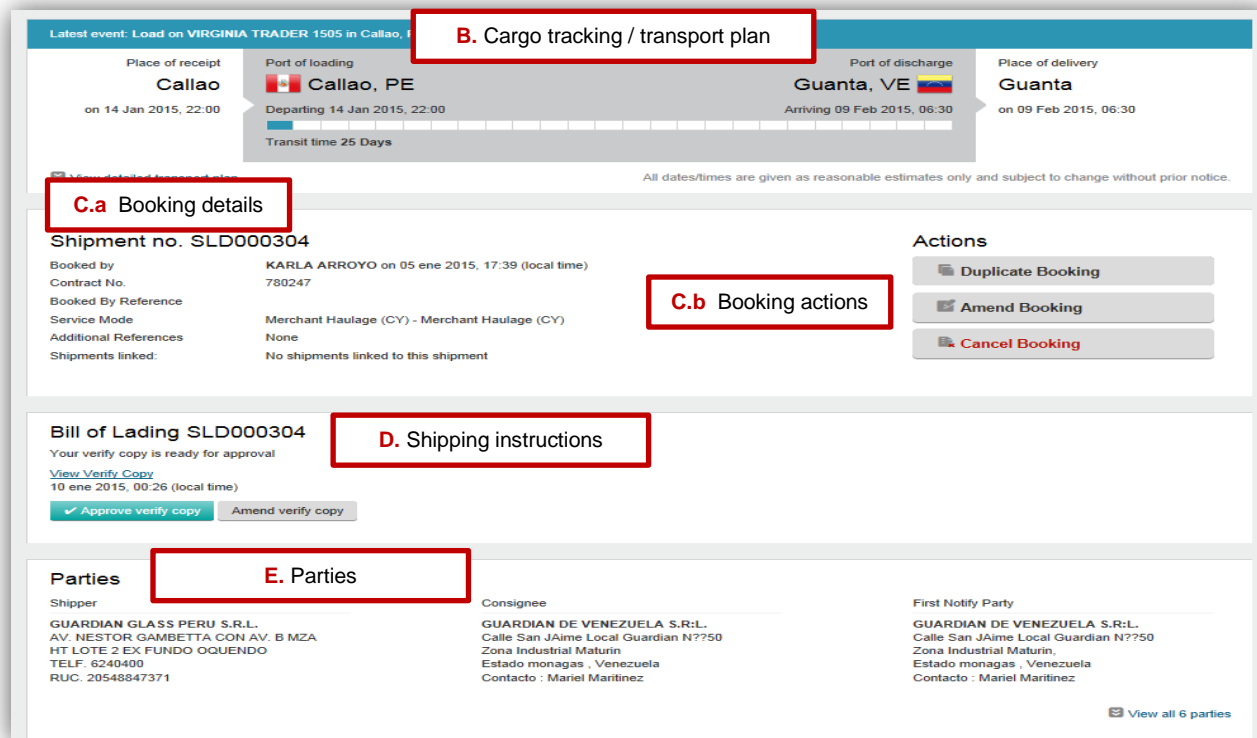 Latest event: Load on VIRGINIA TRADER 1505 in Callao,
B. Cargo tracking / transport plan
Place of receipt
Callao
on 14 Jan 2015, 22:00
Port of loading
Callao, PE
Departing 14 Jan 2015, 22:00
Port of discharge
Guanta, VE
Arriving 09 Feb 2015, 06:30
Transit time 25 Days
Place of delivery
Guanta
on 09 Feb 2015, 06:30
View detailed transport plan
All dates/times are given as reasonable estimates only and subject to change without prior notice.
C.a Booking details
Shipment no. SLD000304
Booked by KARLA ARROYO on 05 ene 2015, 17:39 (local time)
Contract No. 780247
Booked By Reference
Service Mode Merchant Haulage (CY) - Merchant Haulage (CY)
Additional References None
Shipments linked: No shipments linked to this shipment
C.b Booking actions
Actions
Duplicate Booking
Amend Booking
Cancel Booking
Bill of Lading SLD000304
D. Shipping instructions
Your verify copy is ready for approval
View Verify Copy
10 ene 2015, 00:26 (local time)
Approve verify copy
Amend verify copy
Parties
E. Parties
Shipper
GUARDIAN GLASS PERU S.R.L.
AV. NESTOR GAMBETTA CON AV. B MZA
HT LOTE 2 EX FUNDO OQUENDO
TELF. 6240400
RUC. 20548847371
Consignee
GUARDIAN DE VENEZUELA S.R:L.
Calle San JAime Local Guardian N??50
Zona Industrial Maturin
Estado monagas , Venezuela
Contacto : Mariel Maritinez
First Notify Party
GUARDIAN DE VENEZUELA S.R:L.
Calle San JAime Local Guardian N??50
Zona Industrial Maturin,
Estado monagas , Venezuela
Contacto : Mariel Maritinez
View all 6 parties